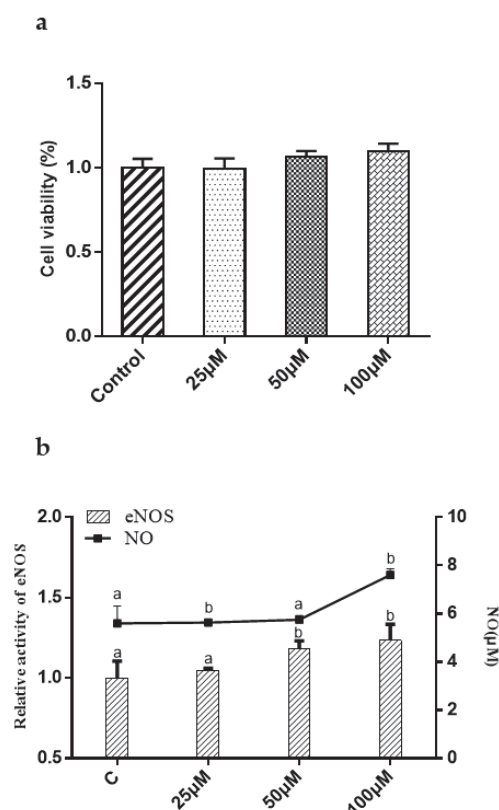 a
1.5
1.0
0.5
0.0
Cell viability (%)
Control
25μM
50μM
100μM
b
eNOS
NO
2.0
1.5
1.0
0.5
Relative activity of eNOS
10
8
6
4
2
0
NO(μM)
a
b
a
b
a
a
b
b
C
25μM
50μM
100μM